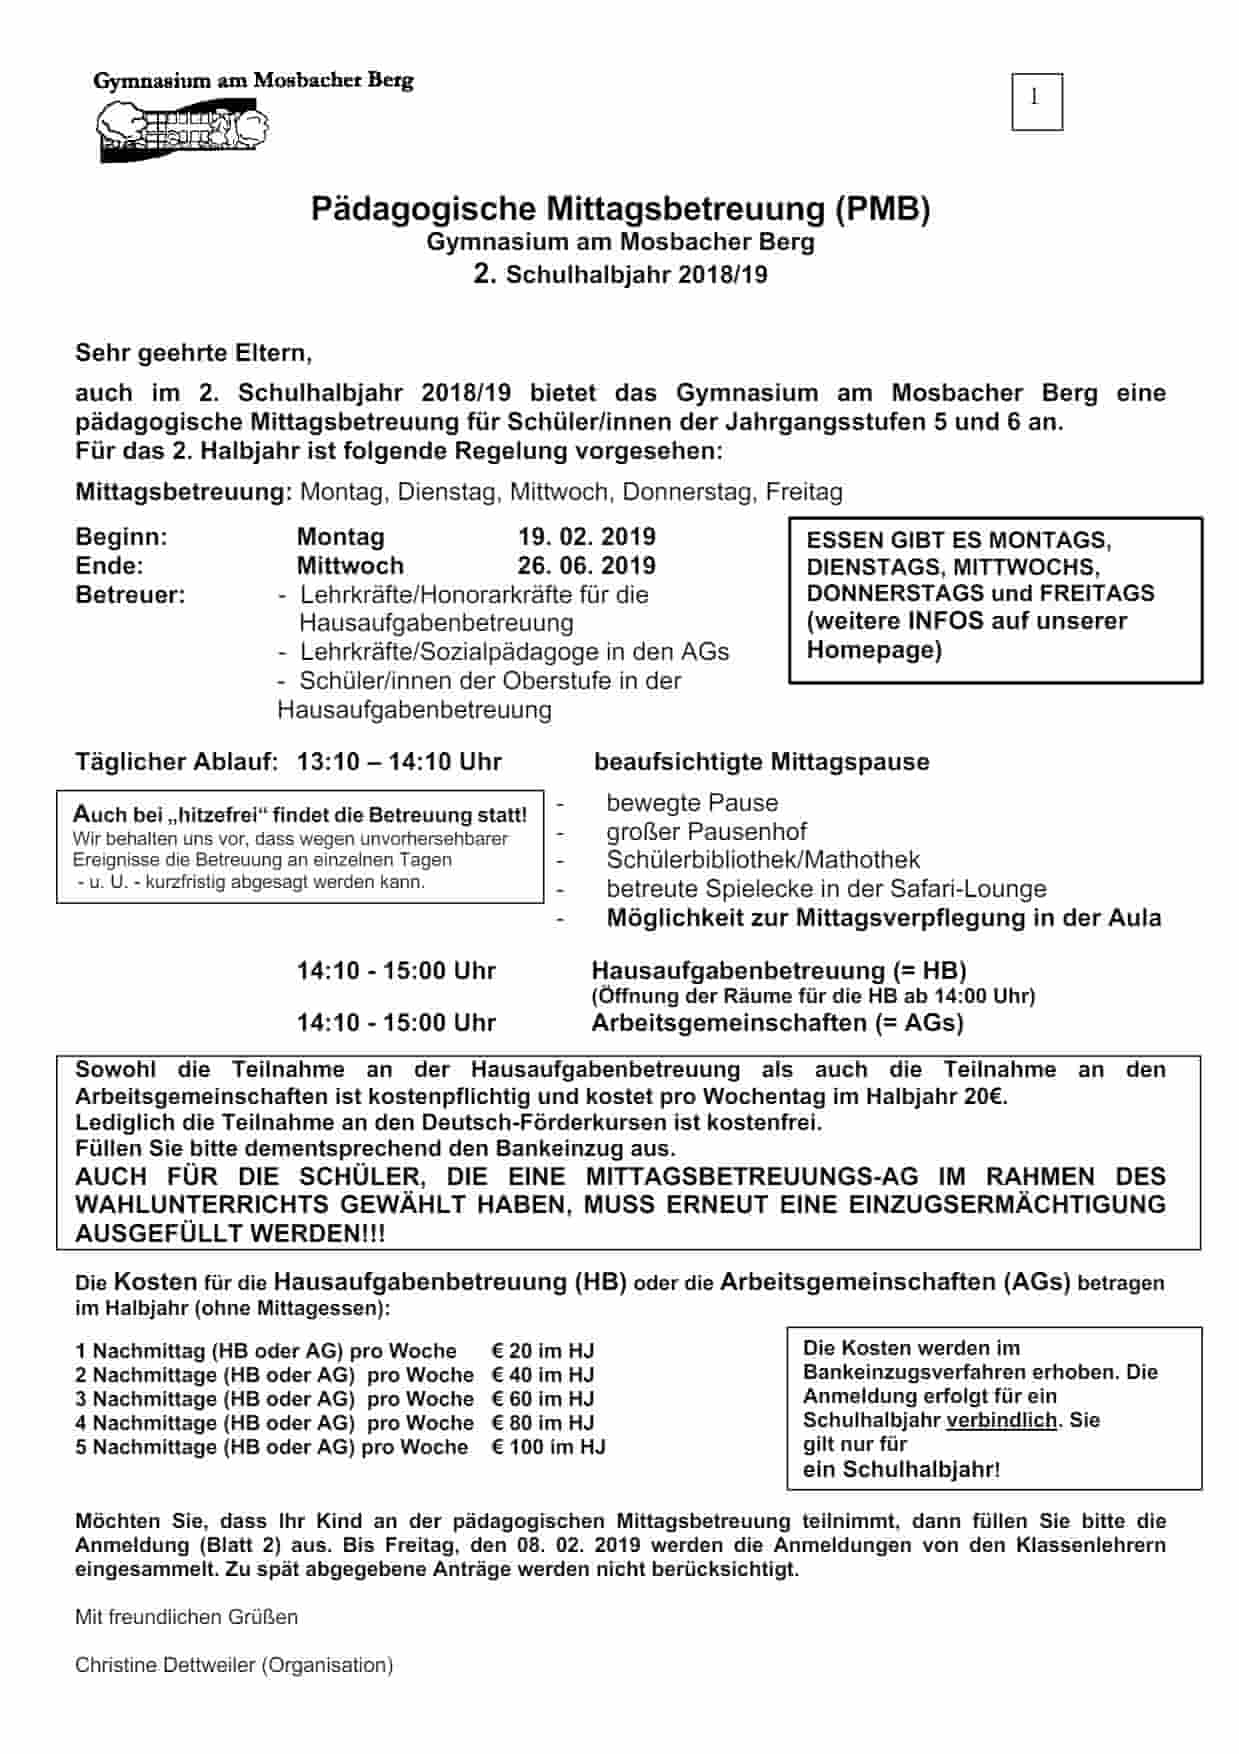 Gymnasium am Mosbacher Berg
1
Pädagogische Mittagsbetreuung (PMB)
Gymnasium am Mosbacher Berg
2. Schulhalbjahr 2018/19
Sehr geehrte Eltern,
auch im 2. Schulhalbjahr 2018/19 bietet das Gymnasium am Mosbacher Berg eine
pädagogische Mittagsbetreuung für Schüler/innen der Jahrgangsstufen 5 und 6 an.
Für das 2. Halbjahr ist folgende Regelung vorgesehen:
Mittagsbetreuung: Montag, Dienstag, Mittwoch, Donnerstag, Freitag
Beginn: Montag 19. 02. 2019
Ende: Mittwoch 26. 06. 2019
Betreuer: - Lehrkräfte/Honorarkräfte für die
Hausaufgabenbetreuung
- Lehrkräfte/Sozialpädagoge in den AGs
- Schüler/innen der Oberstufe in der
Hausaufgabenbetreuung
ESSEN GIBT ES MONTAGS,
DIENSTAGS, MITTWOCHS,
DONNERSTAGS und FREITAGS
(weitere INFOS auf unserer
Homepage)
Täglicher Ablauf: 13:10 – 14:10 Uhr beaufsichtigte Mittagspause
Auch bei „hitzefrei“ findet die Betreuung statt!
Wir behalten uns vor, dass wegen unvorhersehbarer
Ereignisse die Betreuung an einzelnen Tagen
- u. U. - kurzfristig abgesagt werden kann.
- bewegte Pause
- großer Pausenhof
- Schülerbibliothek/Mathothek
- betreute Spielecke in der Safari-Lounge
- Möglichkeit zur Mittagsverpflegung in der Aula
14:10 - 15:00 Uhr Hausaufgabenbetreuung (= HB)
(Öffnung der Räume für die HB ab 14:00 Uhr)
14:10 - 15:00 Uhr Arbeitsgemeinschaften (= AGs)
Sowohl die Teilnahme an der Hausaufgabenbetreuung als auch die Teilnahme an den
Arbeitsgemeinschaften ist kostenpflichtig und kostet pro Wochentag im Halbjahr 20€.
Lediglich die Teilnahme an den Deutsch-Förderkursen ist kostenfrei.
Füllen Sie bitte dementsprechend den Bankeinzug aus.
AUCH FÜR DIE SCHÜLER, DIE EINE MITTAGSBETREUUNGS-AG IM RAHMEN DES
WAHLUNTERRICHTS GEWÄHLT HABEN, MUSS ERNEUT EINE EINZUGSERMÄCHTIGUNG
AUSGEFÜLLT WERDEN!!!
Die Kosten für die Hausaufgabenbetreuung (HB) oder die Arbeitsgemeinschaften (AGs) betragen
im Halbjahr (ohne Mittagessen):
1 Nachmittag (HB oder AG) pro Woche € 20 im HJ
2 Nachmittage (HB oder AG) pro Woche € 40 im HJ
3 Nachmittage (HB oder AG) pro Woche € 60 im HJ
4 Nachmittage (HB oder AG) pro Woche € 80 im HJ
5 Nachmittage (HB oder AG) pro Woche € 100 im HJ
Die Kosten werden im
Bankeinzugsverfahren erhoben. Die
Anmeldung erfolgt für ein
Schulhalbjahr verbindlich. Sie
gilt nur für
ein Schulhalbjahr!
Möchten Sie, dass Ihr Kind an der pädagogischen Mittagsbetreuung teilnimmt, dann füllen Sie bitte die
Anmeldung (Blatt 2) aus. Bis Freitag, den 08. 02. 2019 werden die Anmeldungen von den Klassenlehrern
eingesammelt. Zu spät abgegebene Anträge werden nicht berücksichtigt.
Mit freundlichen Grüßen
Christine Dettweiler (Organisation)